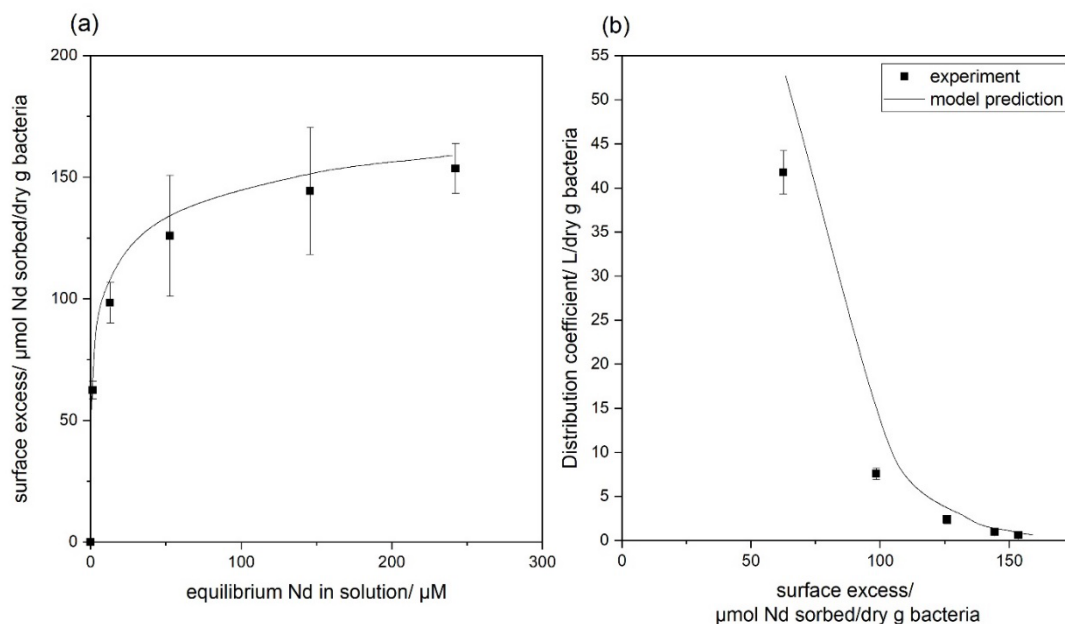 (a)
200
150
100
50
0
surface excess/ µmol Nd sorbed/dry g bacteria
0
100
200
300
equilibrium Nd in solution/ µM
(b)
55
50
45
40
35
30
25
20
15
10
5
0
Distribution coefficient/ L/dry g bacteria
experiment
model prediction
0
50
100
150
surface excess/
µmol Nd sorbed/dry g bacteria